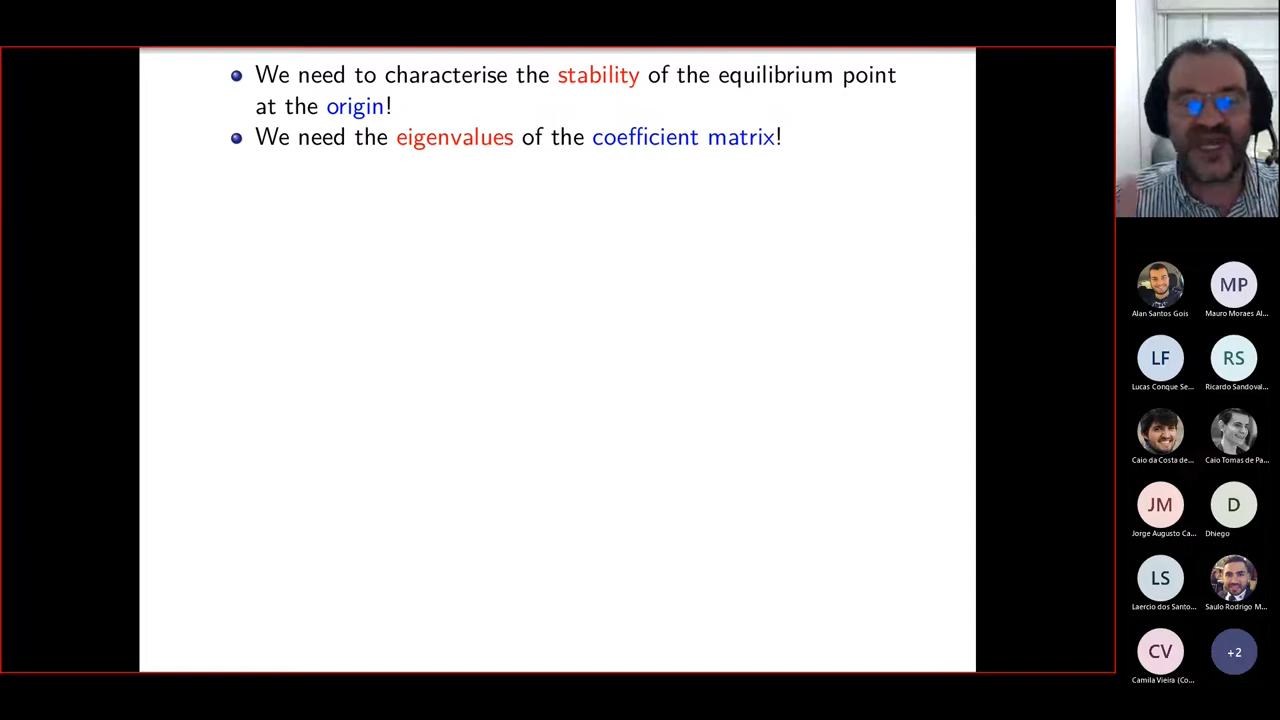 We need to characterise the stability of the equilibrium point
at the origin!
We need the eigenvalues of the coefficient matrix!
Alan Santos Gois
MP
Mauro Moraes Al...
LF
Lucas Conque Se...
RS
Ricardo Sandoval...
Caio da Costa de...
Caio Tomas de Pa...
JM
Jorge Augusto Ca...
D
Dhiego
LS
Laercio dos Santo...
Saulo Rodrigo M...
CV
Camila Vieira (Co...
+2